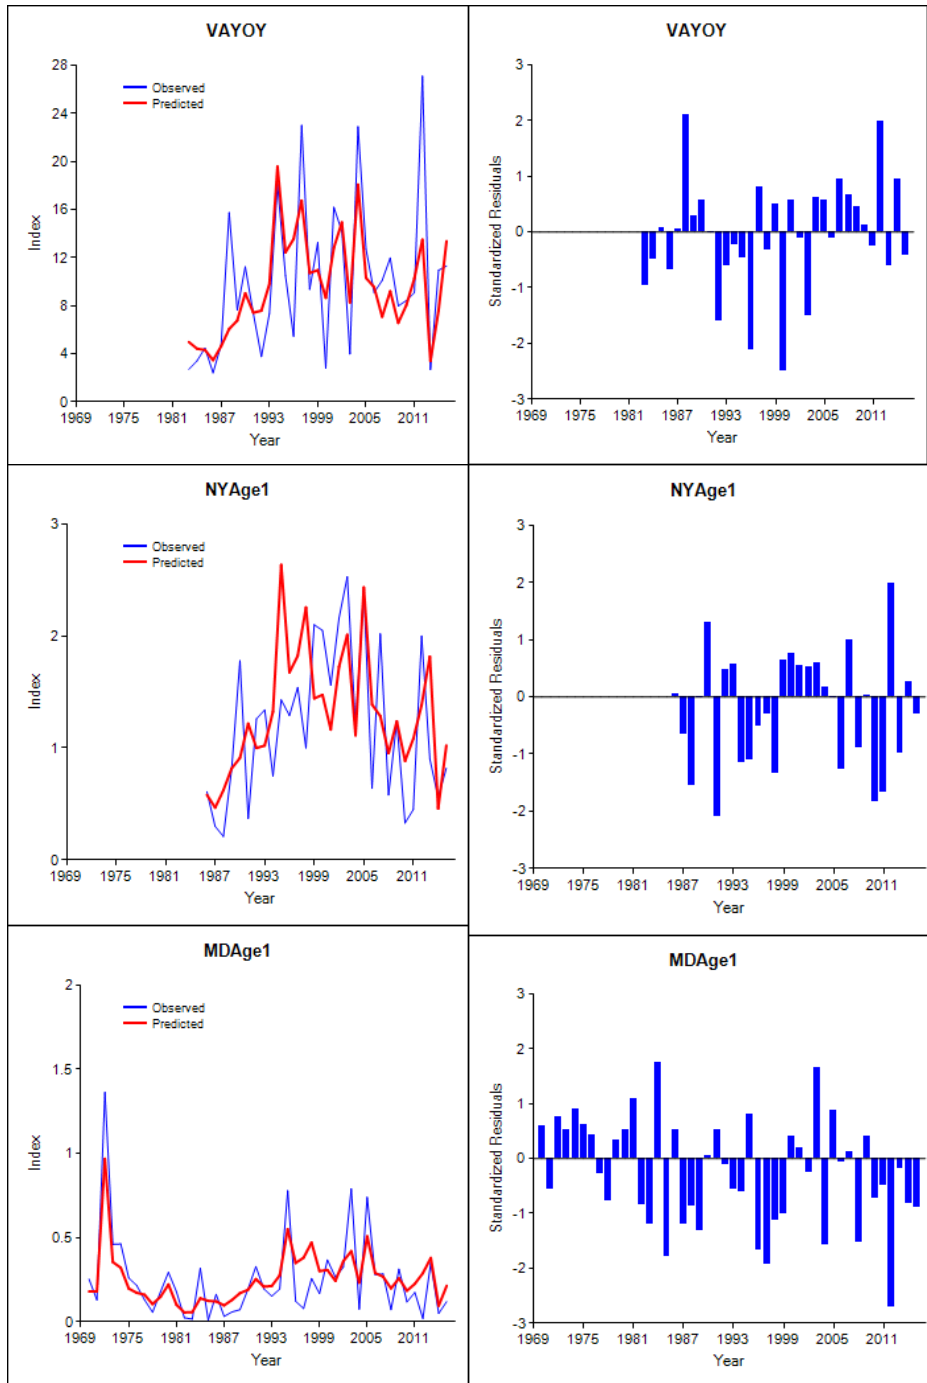 VAYOY
28
24
20
16
12
8
4
0
Index
Observed
Predicted
1969 1975 1981 1987 1993 1999 2005 2011
Year
VAYOY
3
2
1
0
-1
-2
-3
Standardized Residuals
1969 1975 1981 1987 1993 1999 2005 2011
Year
NYAge1
3
2
1
0
Index
Observed
Predicted
1969 1975 1981 1987 1993 1999 2005 2011
Year
NYAge1
3
2
1
0
-1
-2
-3
Standardized Residuals
1969 1975 1981 1987 1993 1999 2005 2011
Year
MDAge1
2
1.5
1
0.5
0
Index
Observed
Predicted
1969 1975 1981 1987 1993 1999 2005 2011
Year
MDAge1
3
2
1
0
-1
-2
-3
Standardized Residuals
1969 1975 1981 1987 1993 1999 2005 2011
Year